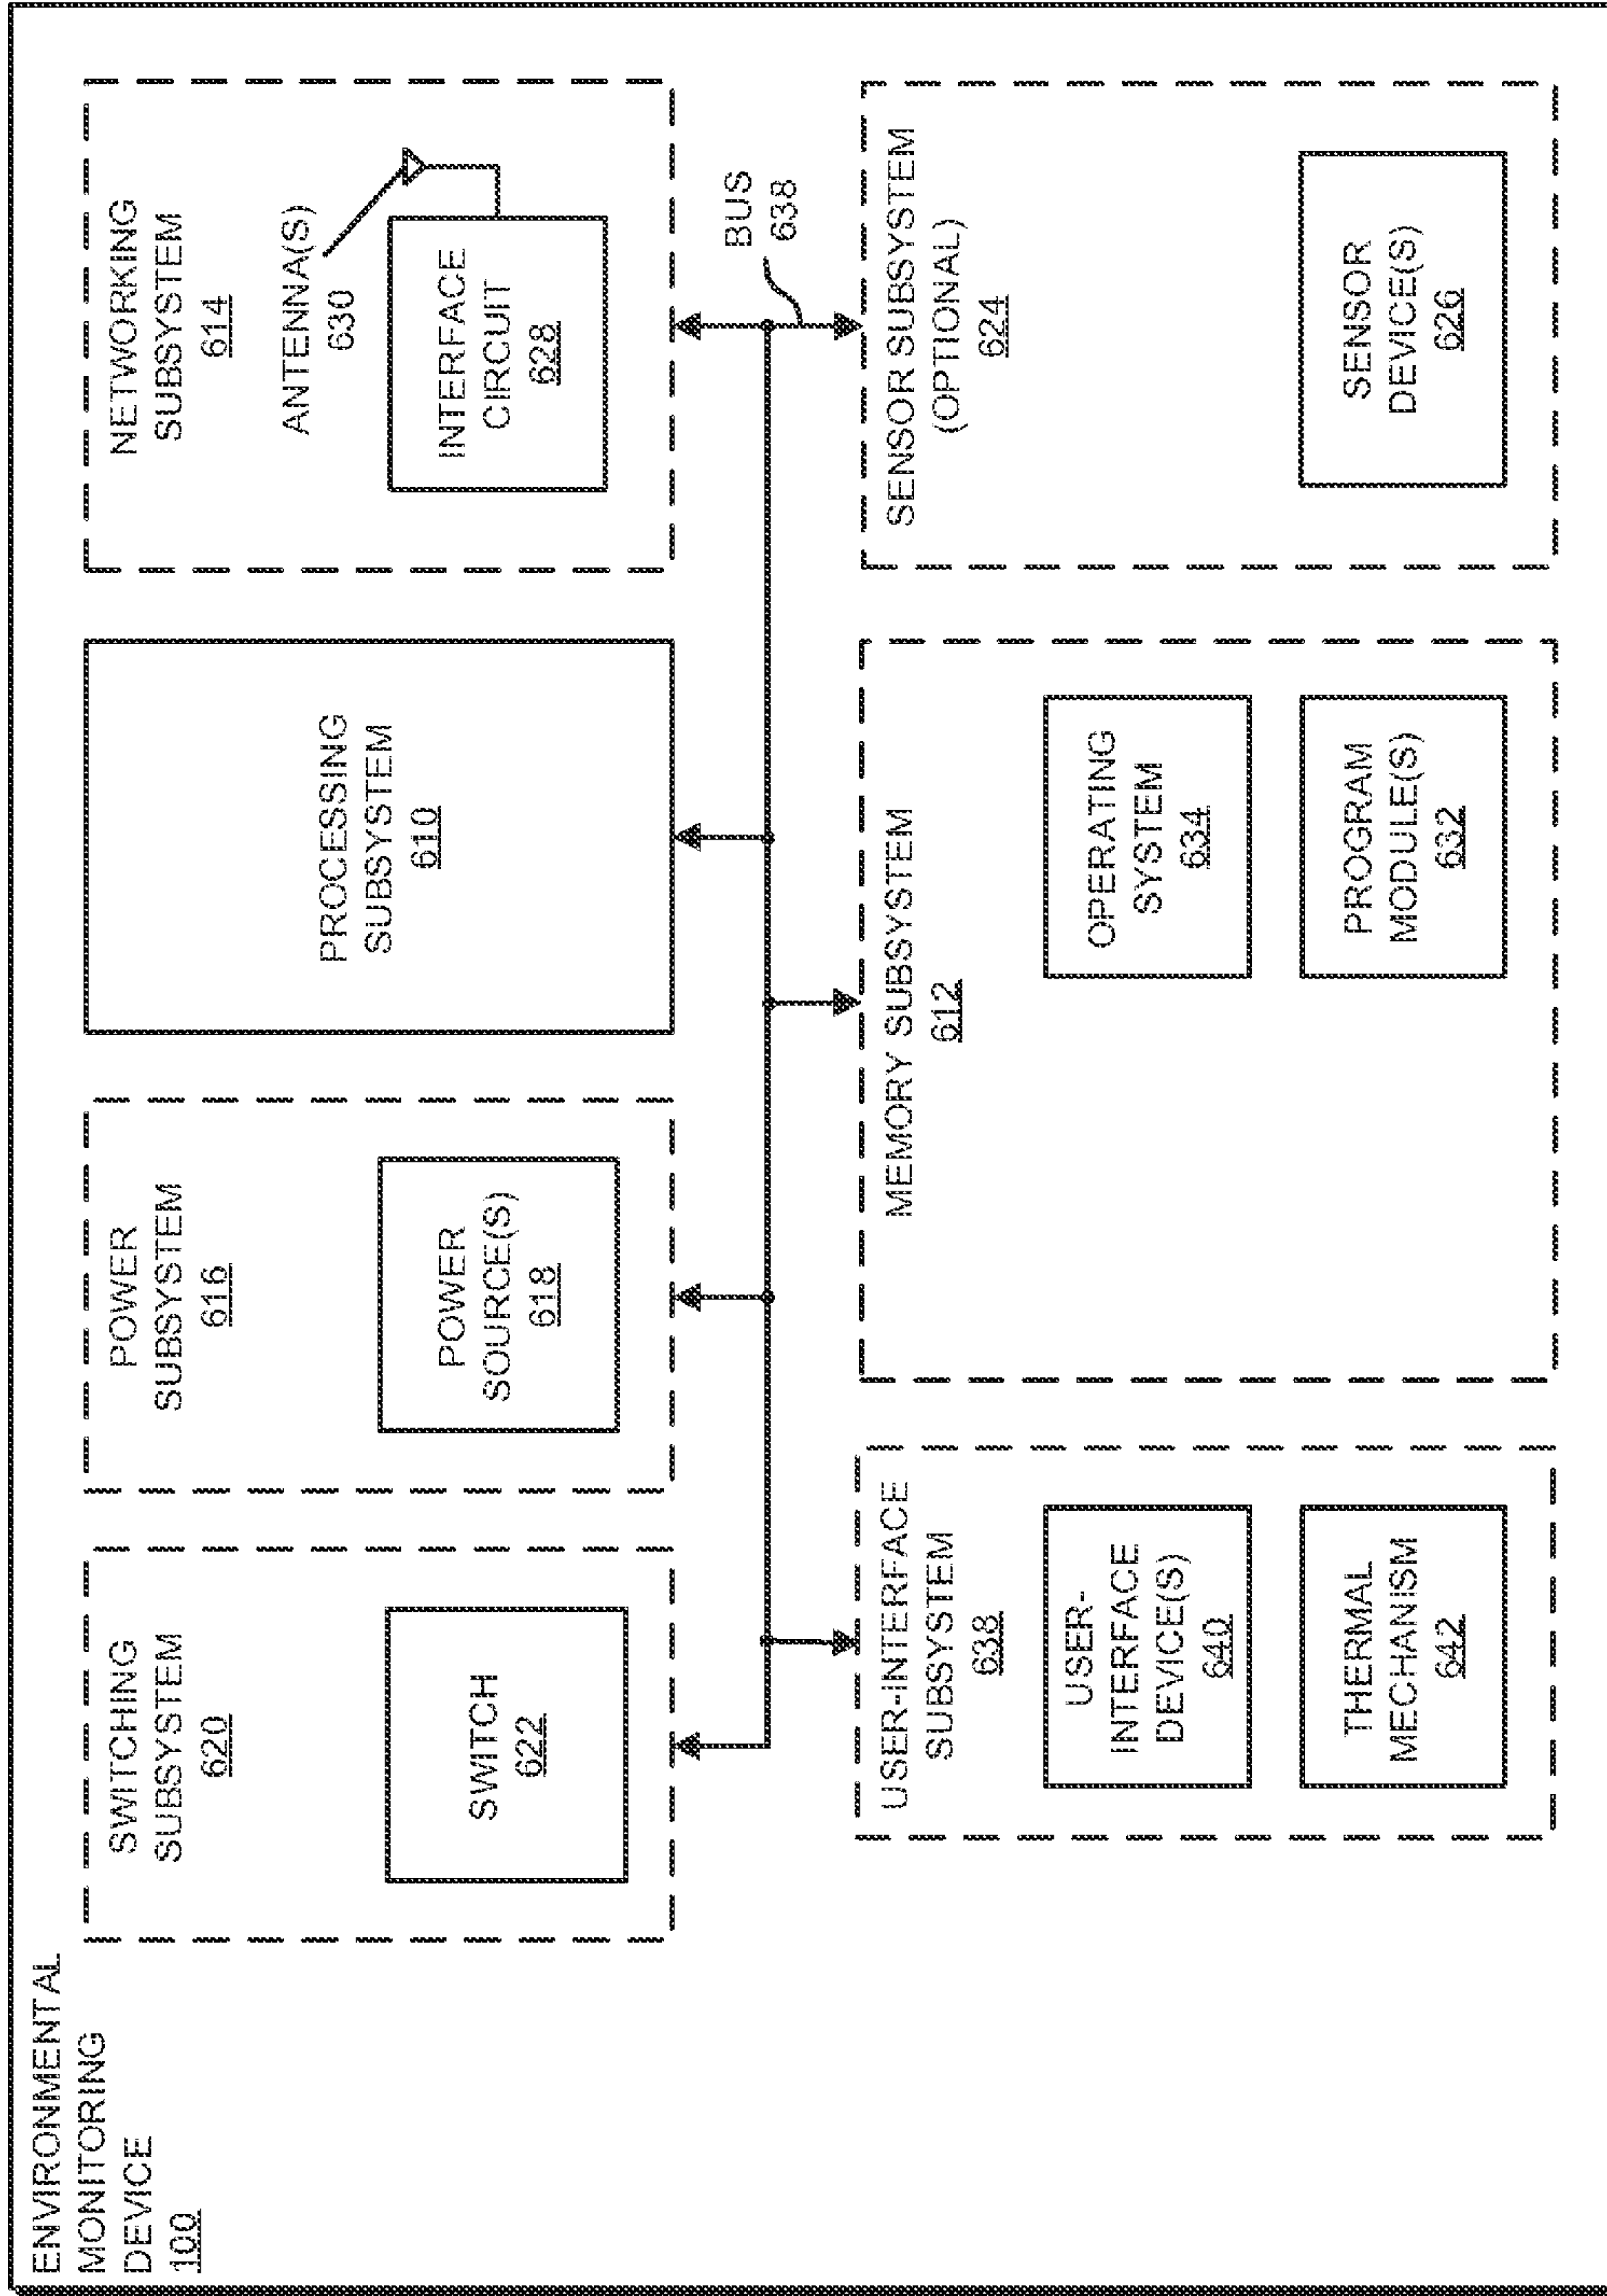 ENVIRONMENTAL
MONITORING
DEVICE
100
SWITCHING
SUBSYSTEM
620
SWITCH
622
POWER
SUBSYSTEM
616
POWER
SOURCE(S)
618
PROCESSING
SUBSYSTEM
610
NETWORKING
SUBSYSTEM
614
ANTENNA(S)
630
INTERFACE
CIRCUIT
628
BUS
638
USER-INTERFACE
SUBSYSTEM
638
USER-
INTERFACE
DEVICE(S)
640
THERMAL
MECHANISM
642
MEMORY SUBSYSTEM
612
OPERATING
SYSTEM
634
PROGRAM
MODULE(S)
632
SENSOR SUBSYSTEM
(OPTIONAL)
624
SENSOR
DEVICE(S)
626